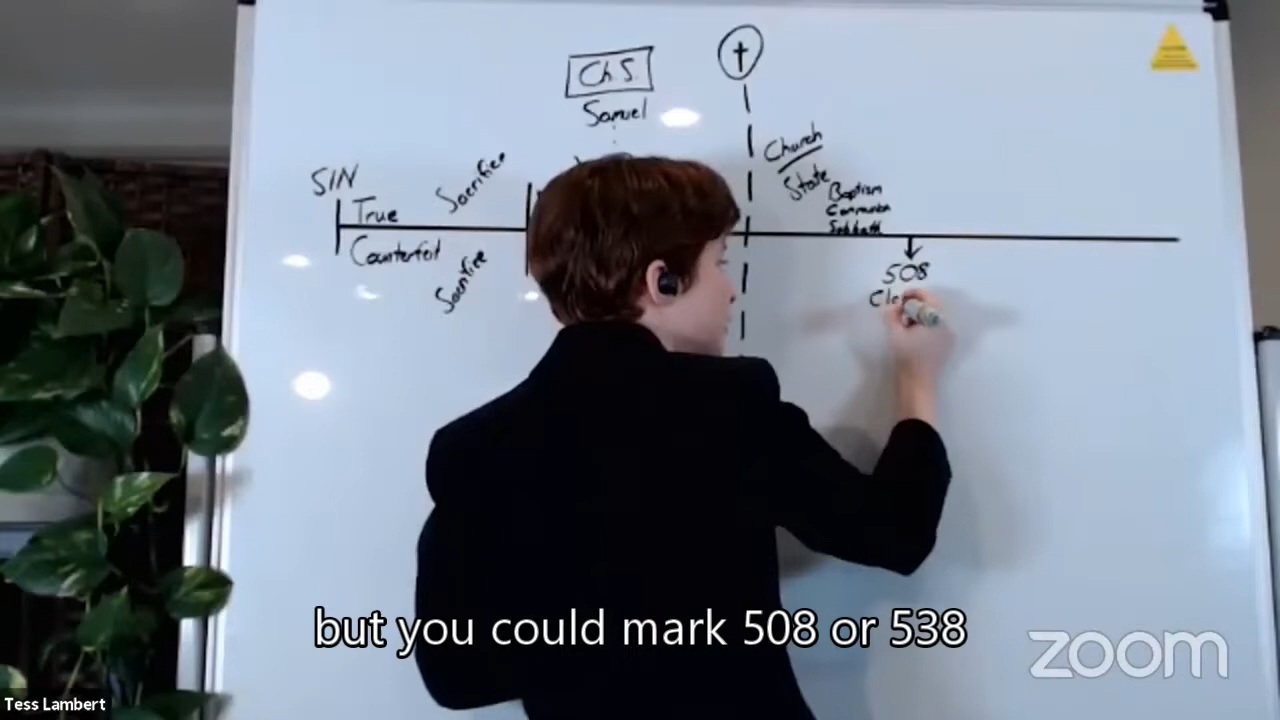 Ch. S.
Samuel
†
Church
State
SIN
True
Sacrifice
Counterfeit
Sacrifice
Baptism
Communion
Sabbath
508
but you could mark 508 or 538
zoom
Tess Lambert